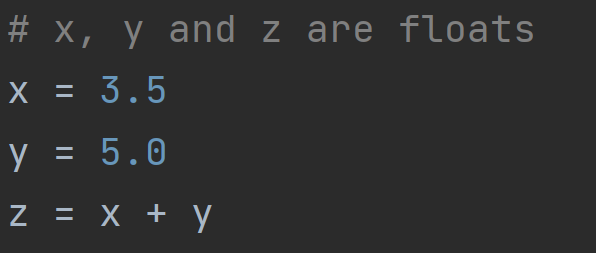 # x, y and z are floats
x = 3.5
y = 5.0
z = x + y